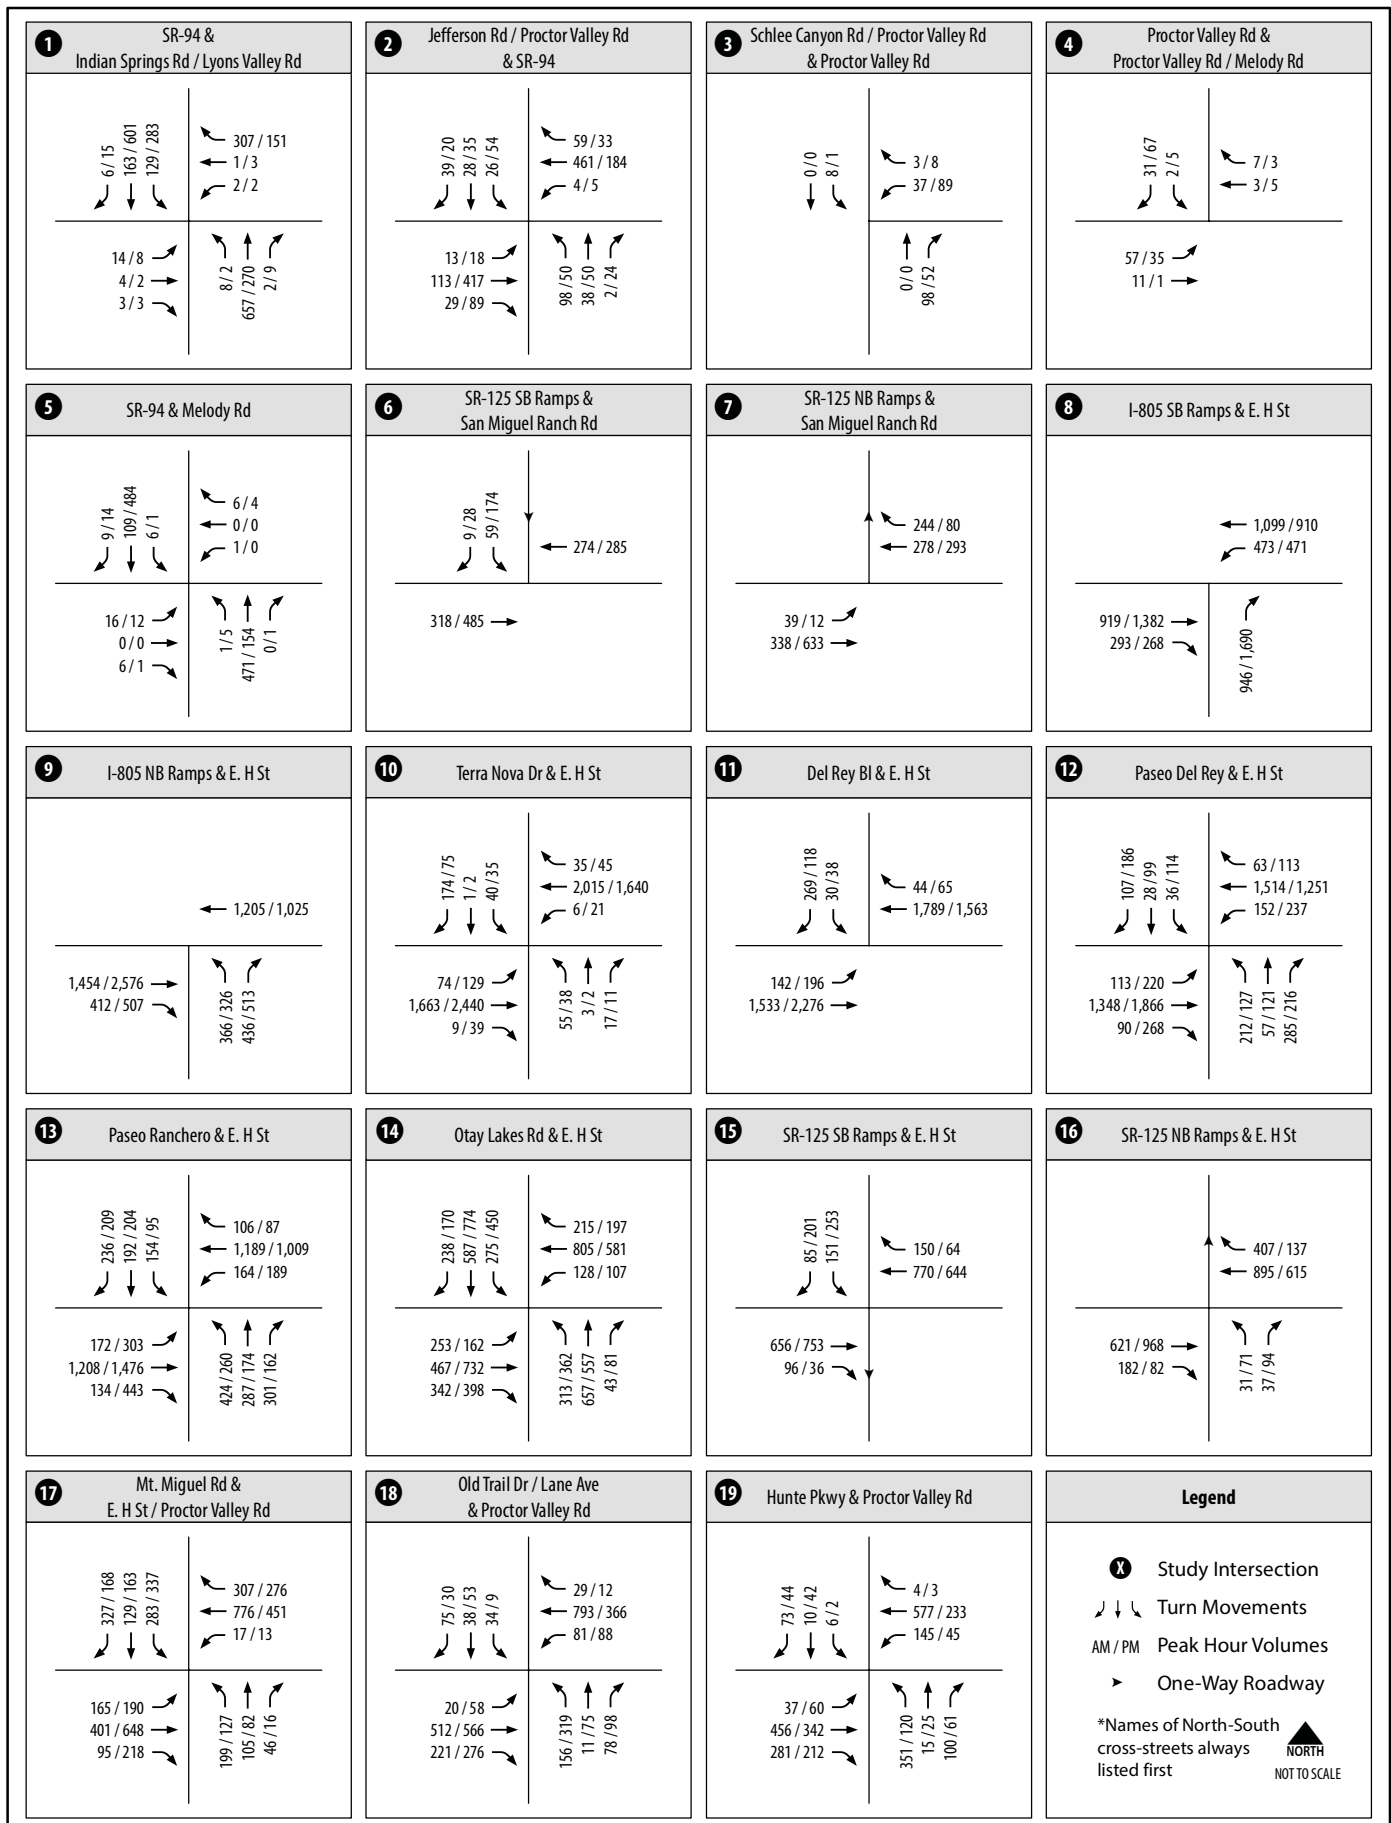 1
SR-94 &
Indian Springs Rd / Lyons Valley Rd
6 / 15
163 / 601
129 / 283
307 / 151
1 / 3
2 / 2
14 / 8
4 / 2
3 / 3
8 / 2
657 / 270
2 / 9
2
Jefferson Rd / Proctor Valley Rd
& SR-94
39 / 20
28 / 35
26 / 54
59 / 33
461 / 184
4 / 5
13 / 18
113 / 417
29 / 89
98 / 50
38 / 50
2 / 24
3
Schlee Canyon Rd / Proctor Valley Rd
& Proctor Valley Rd
0 / 0
8 / 1
3 / 8
37 / 89
0 / 0
98 / 52
4
Proctor Valley Rd &
Proctor Valley Rd / Melody Rd
31 / 67
2 / 5
7 / 3
3 / 5
57 / 35
11 / 1
5
SR-94 & Melody Rd
9 / 14
109 / 484
6 / 1
6 / 4
0 / 0
1 / 0
16 / 12
0 / 0
6 / 1
1 / 5
471 / 154
0 / 1
6
SR-125 SB Ramps &
San Miguel Ranch Rd
9 / 28
59 / 174
274 / 285
318 / 485
7
SR-125 NB Ramps &
San Miguel Ranch Rd
244 / 80
278 / 293
39 / 12
338 / 633
8
I-805 SB Ramps & E. H St
1,099 / 910
473 / 471
919 / 1,382
293 / 268
946 / 1,690
9
I-805 NB Ramps & E. H St
1,205 / 1,025
1,454 / 2,576
412 / 507
366 / 326
436 / 513
10
Terra Nova Dr & E. H St
174 / 75
1 / 2
40 / 35
35 / 45
2,015 / 1,640
6 / 21
74 / 129
1,663 / 2,440
9 / 39
55 / 38
3 / 2
17 / 11
11
Del Rey Bl & E. H St
269 / 118
30 / 38
44 / 65
1,789 / 1,563
142 / 196
1,533 / 2,276
12
Paseo Del Rey & E. H St
107 / 186
28 / 99
36 / 114
63 / 113
1,514 / 1,251
152 / 237
113 / 220
1,348 / 1,866
90 / 268
212 / 127
57 / 121
285 / 216
13
Paseo Ranchero & E. H St
236 / 209
192 / 204
154 / 95
106 / 87
1,189 / 1,009
164 / 189
172 / 303
1,208 / 1,476
134 / 443
424 / 260
287 / 174
301 / 162
14
Otay Lakes Rd & E. H St
238 / 170
587 / 774
275 / 450
215 / 197
805 / 581
128 / 107
253 / 162
467 / 732
342 / 398
313 / 362
657 / 557
43 / 81
15
SR-125 SB Ramps & E. H St
85 / 201
151 / 253
150 / 64
770 / 644
656 / 753
96 / 36
16
SR-125 NB Ramps & E. H St
407 / 137
895 / 615
621 / 968
182 / 82
31 / 71
37 / 94
17
Mt. Miguel Rd &
E. H St / Proctor Valley Rd
327 / 168
129 / 163
283 / 337
307 / 276
776 / 451
17 / 13
165 / 190
401 / 648
95 / 218
199 / 127
105 / 82
46 / 16
18
Old Trail Dr / Lane Ave
& Proctor Valley Rd
75 / 30
38 / 53
34 / 9
29 / 12
793 / 366
81 / 88
20 / 58
512 / 566
221 / 276
156 / 319
11 / 75
78 / 98
19
Hunte Pkwy & Proctor Valley Rd
73 / 44
10 / 42
6 / 2
4 / 3
577 / 233
145 / 45
37 / 60
456 / 342
281 / 212
351 / 120
15 / 25
100 / 61
Legend
X Study Intersection
Turn Movements
AM / PM Peak Hour Volumes
One-Way Roadway
*Names of North-South
cross-streets always
listed first
NORTH
NOT TO SCALE